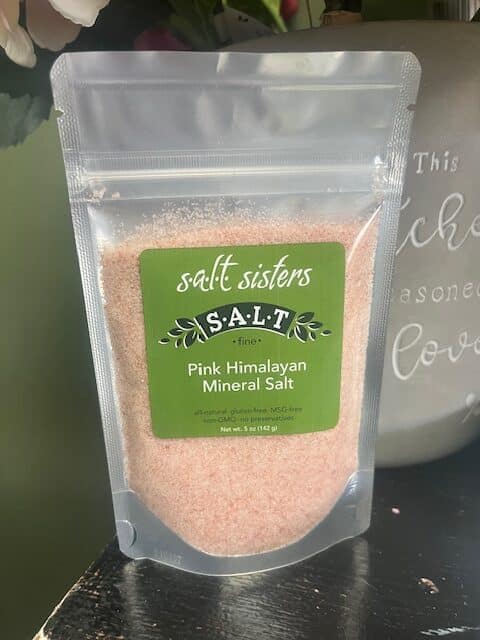 s·a·l·t sisters
S·A·L·T
• fine •
Pink Himalayan
Mineral Salt
all-natural·gluten-free·MSG-free
non-GMO·no preservatives
Net wt. 5 oz (142 g)
This